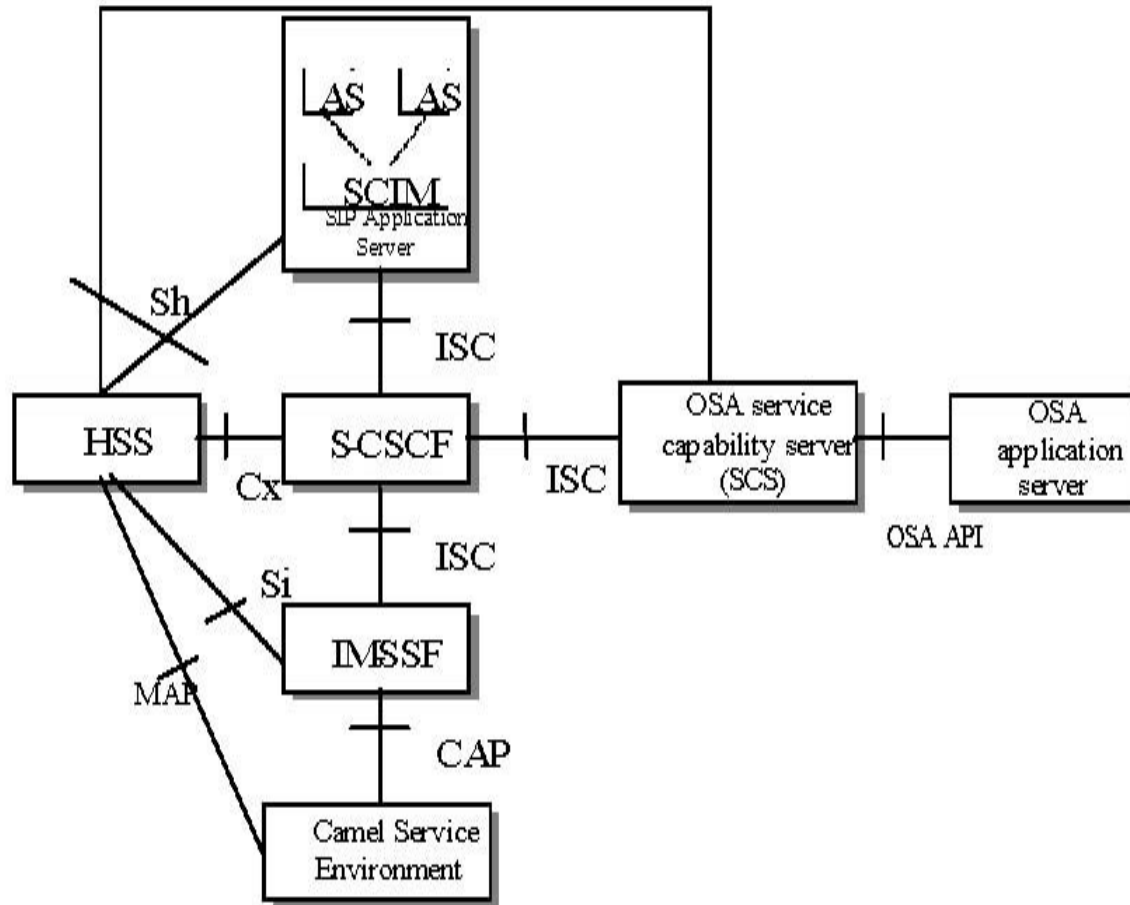 AS AS
SCIM
SIP Application
Server
Sh
ISC
HSS
S-CSCF
OSA service
capability server
(SCS)
OSA
application
server
Cx
ISC
OSA API
ISC
Si
IMSSF
MAP
CAP
Camel Service
Environment